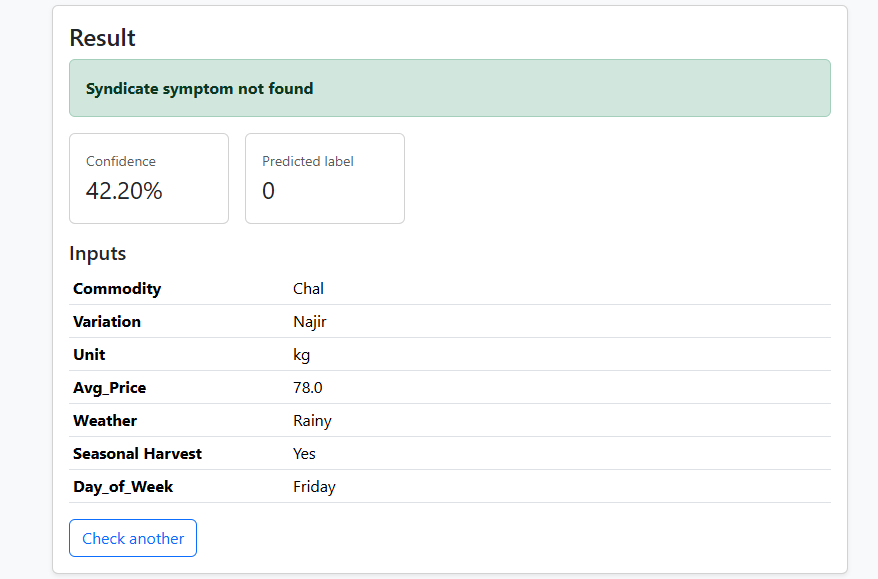 Result
Syndicate symptom not found
Confidence
42.20%
Predicted label
0
Inputs
Commodity Chal
Variation Najir
Unit kg
Avg_Price 78.0
Weather Rainy
Seasonal Harvest Yes
Day_of_Week Friday
Check another